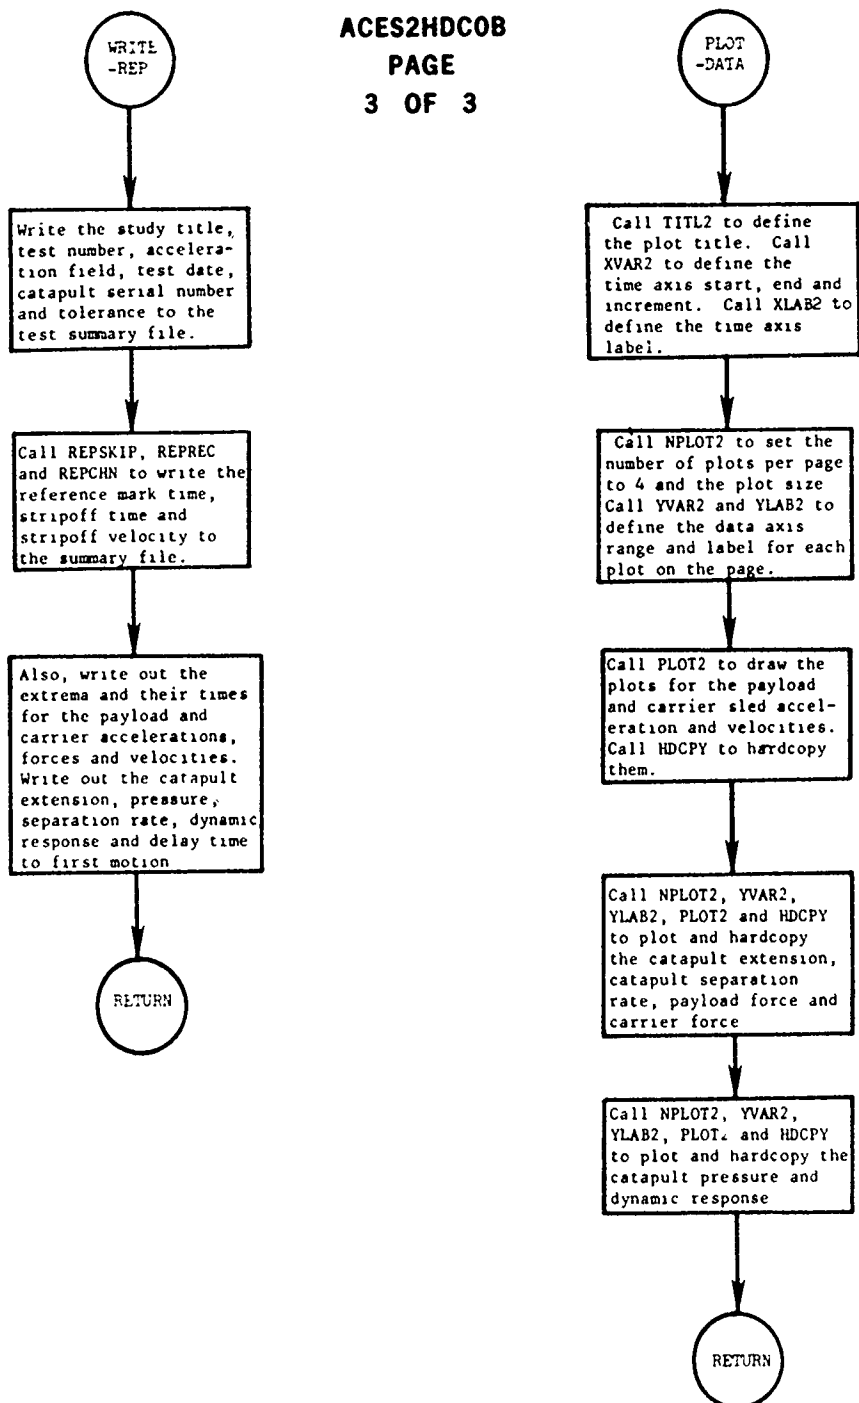 ACES2HDCOB
PAGE
3 OF 3
WRITE
-REP
Write the study title,
test number, accelera-
tion field, test date,
catapult serial number
and tolerance to the
test summary file.
Call REPSKIP, REPREC
and REPCHN to write the
reference mark time,
stripoff time and
stripoff velocity to
the summary file.
Also, write out the
extrema and their times
for the payload and
carrier accelerations,
forces and velocities.
Write out the catapult
extension, pressure,
separation rate, dynamic
response and delay time
to first motion
RETURN
PLOT
-DATA
Call TITL2 to define
the plot title. Call
XVAR2 to define the
time axis start, end and
increment. Call XLAB2 to
define the time axis
label.
Call NPLOT2 to set the
number of plots per page
to 4 and the plot size
Call YVAR2 and YLAB2 to
define the data axis
range and label for each
plot on the page.
Call PLOT2 to draw the
plots for the payload
and carrier sled accel-
eration and velocities.
Call HDCPY to hardcopy
them.
Call NPLOT2, YVAR2,
YLAB2, PLOT2 and HDCPY
to plot and hardcopy
the catapult extension,
catapult separation
rate, payload force and
carrier force
Call NPLOT2, YVAR2,
YLAB2, PLOT2 and HDCPY
to plot and hardcopy the
catapult pressure and
dynamic response
RETURN